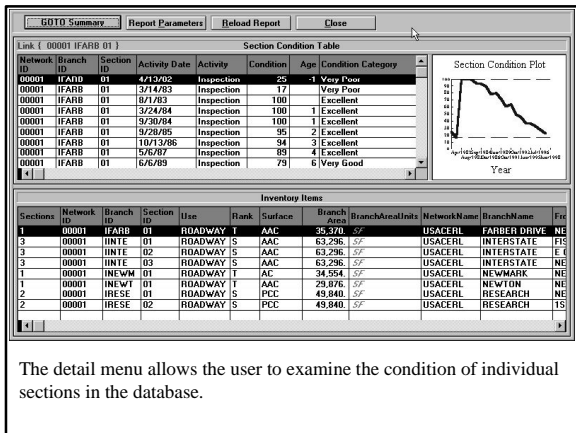 GOTO Summary Report Parameters Reload Report Close
Link { 00001 IFARB 01 } Section Condition Table
Network ID Branch ID Section ID Activity Date Activity Condition Age Condition Category
00001 IFARB 01 4/13/02 Inspection 25 -1 Very Poor
00001 IFARB 01 3/14/83 Inspection 17 Very Poor
00001 IFARB 01 8/1/83 Inspection 100 Excellent
00001 IFARB 01 3/24/84 Inspection 100 1 Excellent
00001 IFARB 01 9/30/84 Inspection 100 1 Excellent
00001 IFARB 01 9/28/85 Inspection 95 2 Excellent
00001 IFARB 01 10/13/86 Inspection 94 3 Excellent
00001 IFARB 01 5/6/87 Inspection 89 4 Excellent
00001 IFARB 01 6/6/89 Inspection 79 6 Very Good
Section Condition Plot
Year
Inventory Items
Sections Network ID Branch ID Section ID Use Rank Surface Branch Area BranchAreaUnits NetworkName BranchName Fro
1 00001 IFARB 01 ROADWAY T AAC 35,370. SF USACERL FARBER DRIVE NE
3 00001 IINTE 01 ROADWAY S AAC 63,296. SF USACERL INTERSTATE FIS
3 00001 IINTE 02 ROADWAY S AAC 63,296. SF USACERL INTERSTATE E
3 00001 IINTE 03 ROADWAY S AAC 63,296. SF USACERL INTERSTATE NE
1 00001 INEWM 01 ROADWAY T AC 34,554. SF USACERL NEWMARK NE
1 00001 INEWT 01 ROADWAY T AAC 29,876. SF USACERL NEWTON NE
2 00001 IRESE 01 ROADWAY S PCC 49,840. SF USACERL RESEARCH NE
2 00001 IRESE 02 ROADWAY S PCC 49,840. SF USACERL RESEARCH 1S
The detail menu allows the user to examine the condition of individual
sections in the database.